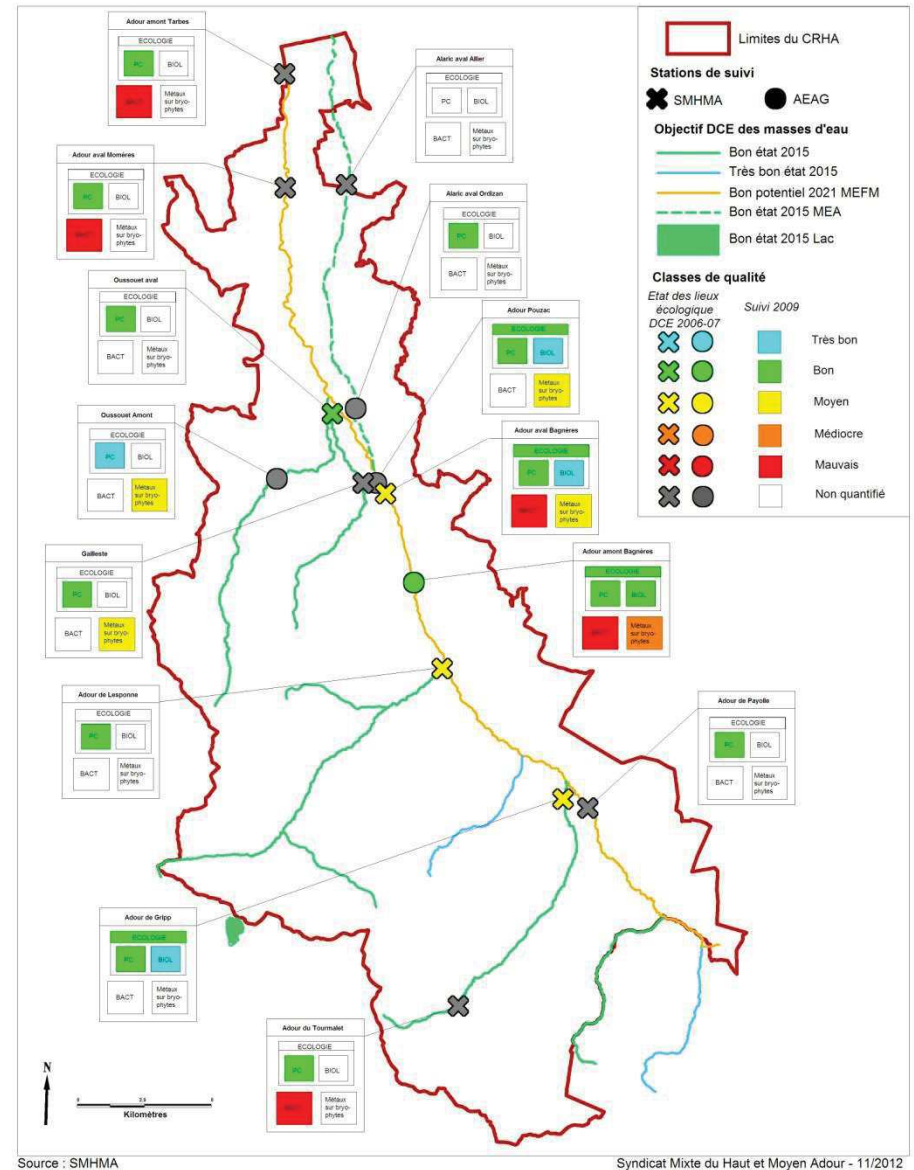 Adour amont Tarbes
ECOLOGIE
PC BIOL
BACT Métaux
sur bryo-
phytes
Alaric aval Allier
ECOLOGIE
PC BIOL
BACT Métaux
sur bryo-
phytes
Adour aval Momères
ECOLOGIE
PC BIOL
BACT Métaux
sur bryo-
phytes
Alaric aval Ordizan
ECOLOGIE
PC BIOL
BACT Métaux
sur bryo-
phytes
Oussouet aval
ECOLOGIE
PC BIOL
BACT Métaux
sur bryo-
phytes
Adour Pouzac
ECOLOGIE
PC BIOL
BACT Métaux
sur bryo-
phytes
Oussouet Amont
ECOLOGIE
PC BIOL
BACT Métaux
sur bryo-
phytes
Adour aval Bagnères
ECOLOGIE
PC BIOL
BACT Métaux
sur bryo-
phytes
Gailleste
ECOLOGIE
PC BIOL
BACT Métaux
sur bryo-
phytes
Adour amont Bagnères
ECOLOGIE
PC BIOL
BACT Métaux
sur bryo-
phytes
Adour de Lesponne
ECOLOGIE
PC BIOL
BACT Métaux
sur bryo-
phytes
Adour de Payolle
ECOLOGIE
PC BIOL
BACT Métaux
sur bryo-
phytes
Adour de Gripp
ECOLOGIE
PC BIOL
BACT Métaux
sur bryo-
phytes
Adour du Tourmalet
ECOLOGIE
PC BIOL
BACT Métaux
sur bryo-
phytes
Limites du CRHA
Stations de suivi
SMHMA AEAG
Objectif DCE des masses d'eau
Bon état 2015
Très bon état 2015
Bon potentiel 2021 MEFM
Bon état 2015 MEA
Bon état 2015 Lac
Classes de qualité
Etat des lieux
écologique
DCE 2006-07
Suivi 2009
Très bon
Bon
Moyen
Médiocre
Mauvais
Non quantifié
N
Kilomètres
Source : SMHMA
Syndicat Mixte du Haut et Moyen Adour - 11/2012